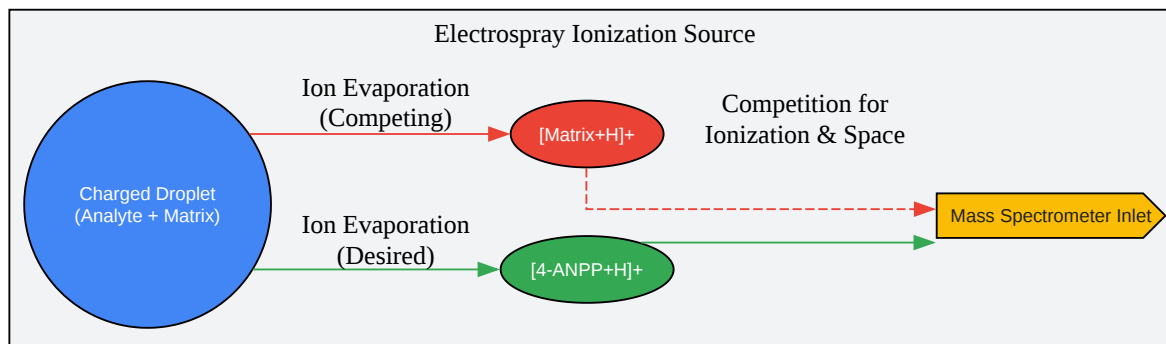 Electrospray Ionization Source
Ion Evaporation
(Competing)
[Matrix+H]+
Competition for
Ionization & Space
Charged Droplet
(Analyte + Matrix)
Mass Spectrometer Inlet
Ion Evaporation
(Desired)
[4-ANPP+H]+